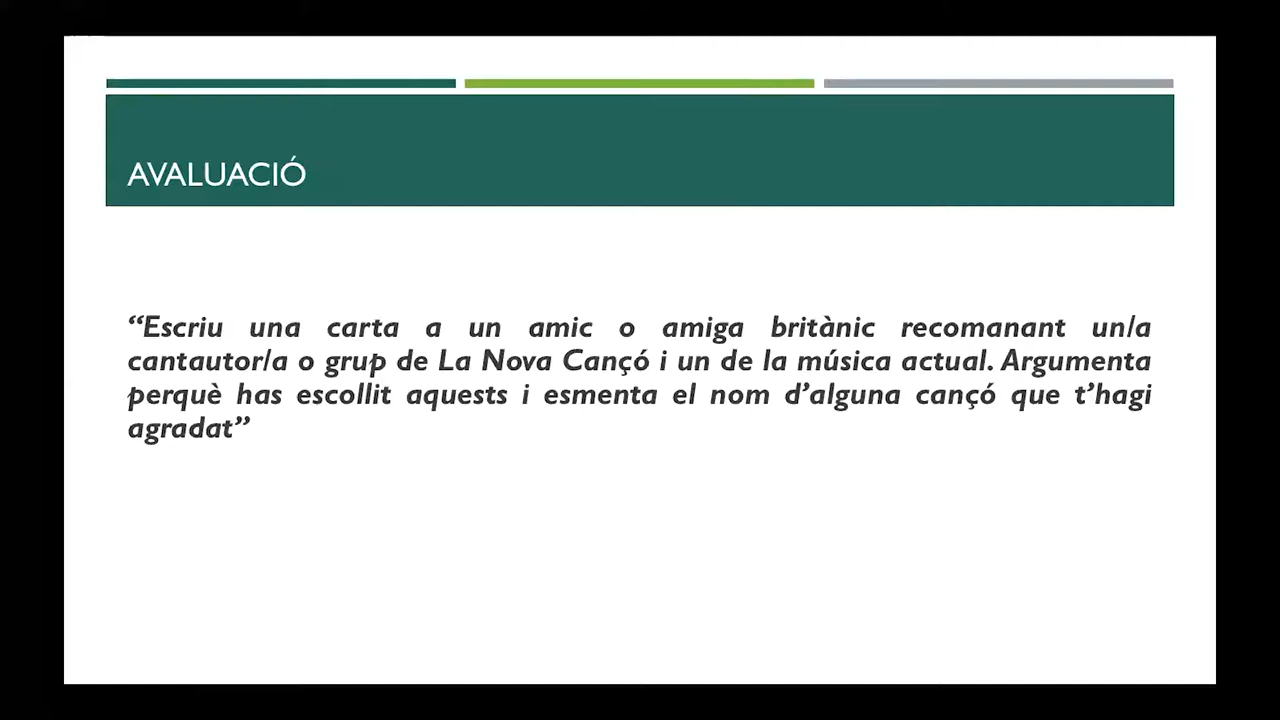 AVALUACIÓ
“Escriu una carta a un amic o amiga britànic recomanant un/a
cantautor/a o grup de La Nova Cançó i un de la música actual. Argumenta
perquè has escollit aquests i esmenta el nom d’alguna cançó que t’hagi
agradat”